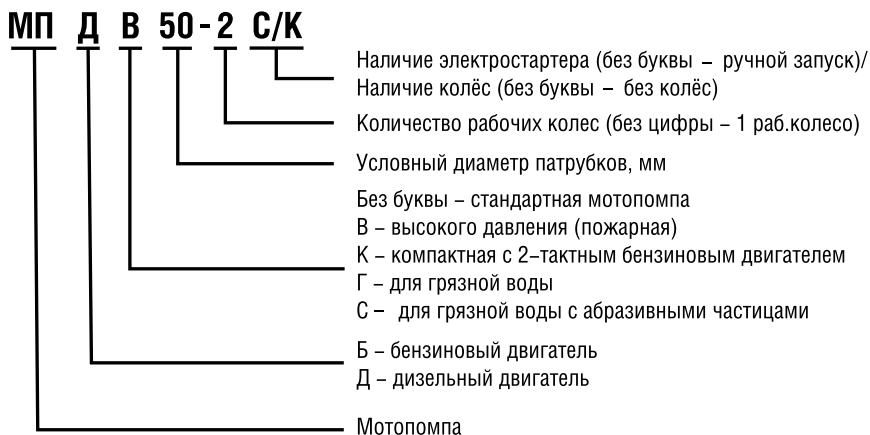 МП Д В 50-2 С/К
Наличие электростартера (без буквы – ручной запуск)/
Наличие колёс (без буквы – без колёс)
Количество рабочих колес (без цифры – 1 раб.колесо)
Условный диаметр патрубков, мм
Без буквы – стандартная мотопомпа
В – высокого давления (пожарная)
К – компактная с 2–тактным бензиновым двигателем
Г – для грязной воды
С – для грязной воды с абразивными частицами
Б – бензиновый двигатель
Д – дизельный двигатель
Мотопомпа